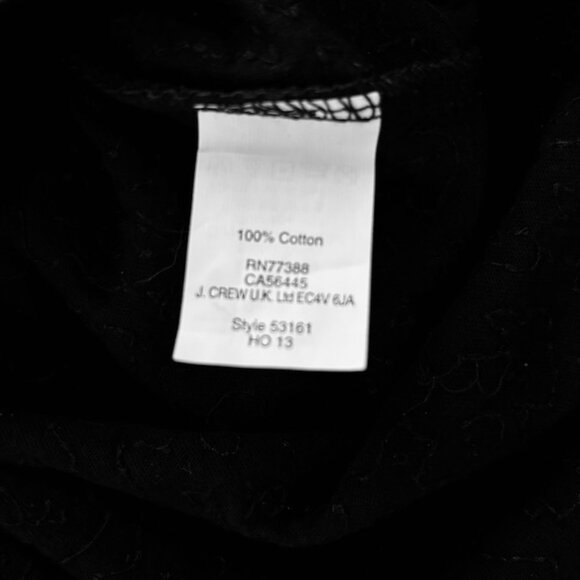 100% Cotton
RN77388
CA56445
J. CREW U.K. Ltd EC4V 6JA
Style 53161
HO 13